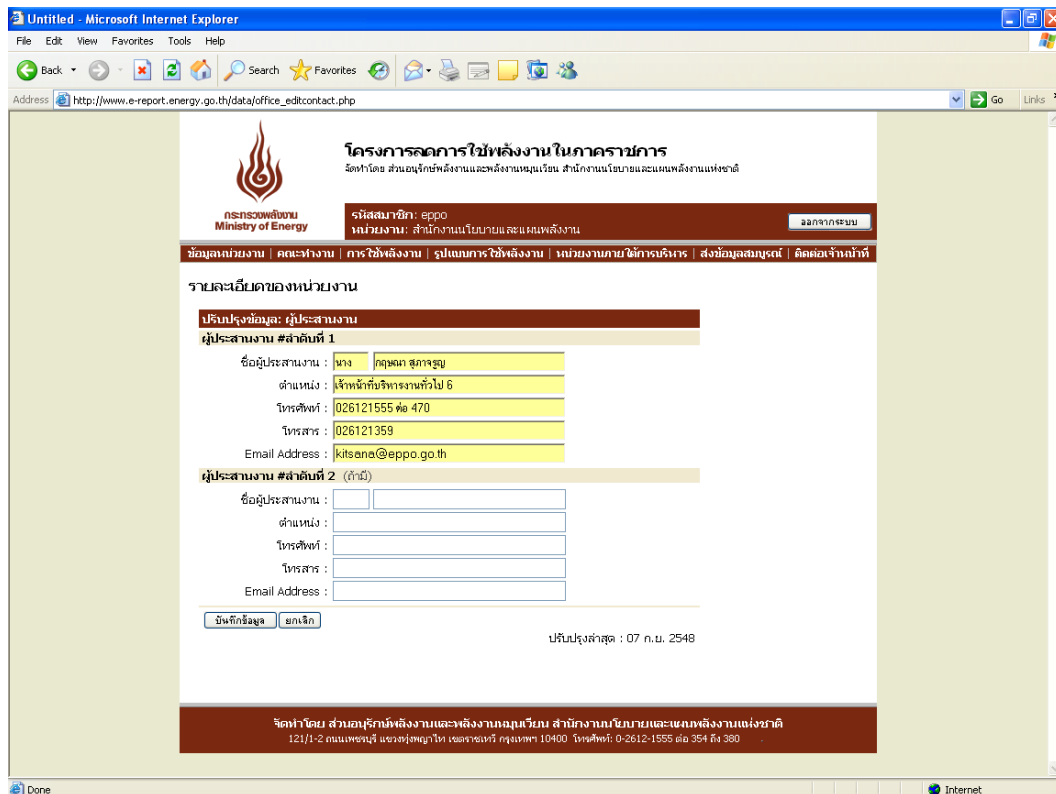 Untitled - Microsoft Internet Explorer
File Edit View Favorites Tools Help
Back Search Favorites
Address http://www.e-report.energy.go.th/data/office_editcontact.php Go Links
โครงการลดการใช้พลังงานในภาคราชการ
จัดทำโดย ส่วนอนุรักษ์พลังงานและพลังงานหมุนเวียน สำนักงานนโยบายและแผนพลังงานแห่งชาติ
กระทรวงพลังงาน
Ministry of Energy
รหัสสมาชิก: eppo
หน่วยงาน: สำนักงานนโยบายและแผนพลังงาน
ออกจากระบบ
ข้อมูลหน่วยงาน | คณะทำงาน | การใช้พลังงาน | รูปแบบการใช้พลังงาน | หน่วยงานภายใต้การบริหาร | ส่งข้อมูลสมบูรณ์ | ติดต่อเจ้าหน้าที่
รายละเอียดของหน่วยงาน
ปรับปรุงข้อมูล: ผู้ประสานงาน
ผู้ประสานงาน #ลำดับที่ 1
ชื่อผู้ประสานงาน : นาง กฤษณา สุภาจรูญ
ตำแหน่ง : เจ้าหน้าที่บริหารงานทั่วไป 6
โทรศัพท์ : 026121555 ต่อ 470
โทรสาร : 026121359
Email Address : kitsana@eppo.go.th
ผู้ประสานงาน #ลำดับที่ 2 (ถ้ามี)
ชื่อผู้ประสานงาน :
ตำแหน่ง :
โทรศัพท์ :
โทรสาร :
Email Address :
บันทึกข้อมูล ยกเลิก
ปรับปรุงล่าสุด : 07 ก.ย. 2548
จัดทำโดย ส่วนอนุรักษ์พลังงานและพลังงานหมุนเวียน สำนักงานนโยบายและแผนพลังงานแห่งชาติ
121/1-2 ถนนเพชรบุรี แขวงทุ่งพญาไท เขตราชเทวี กรุงเทพฯ 10400 โทรศัพท์: 0-2612-1555 ต่อ 354 ถึง 380
Done Internet